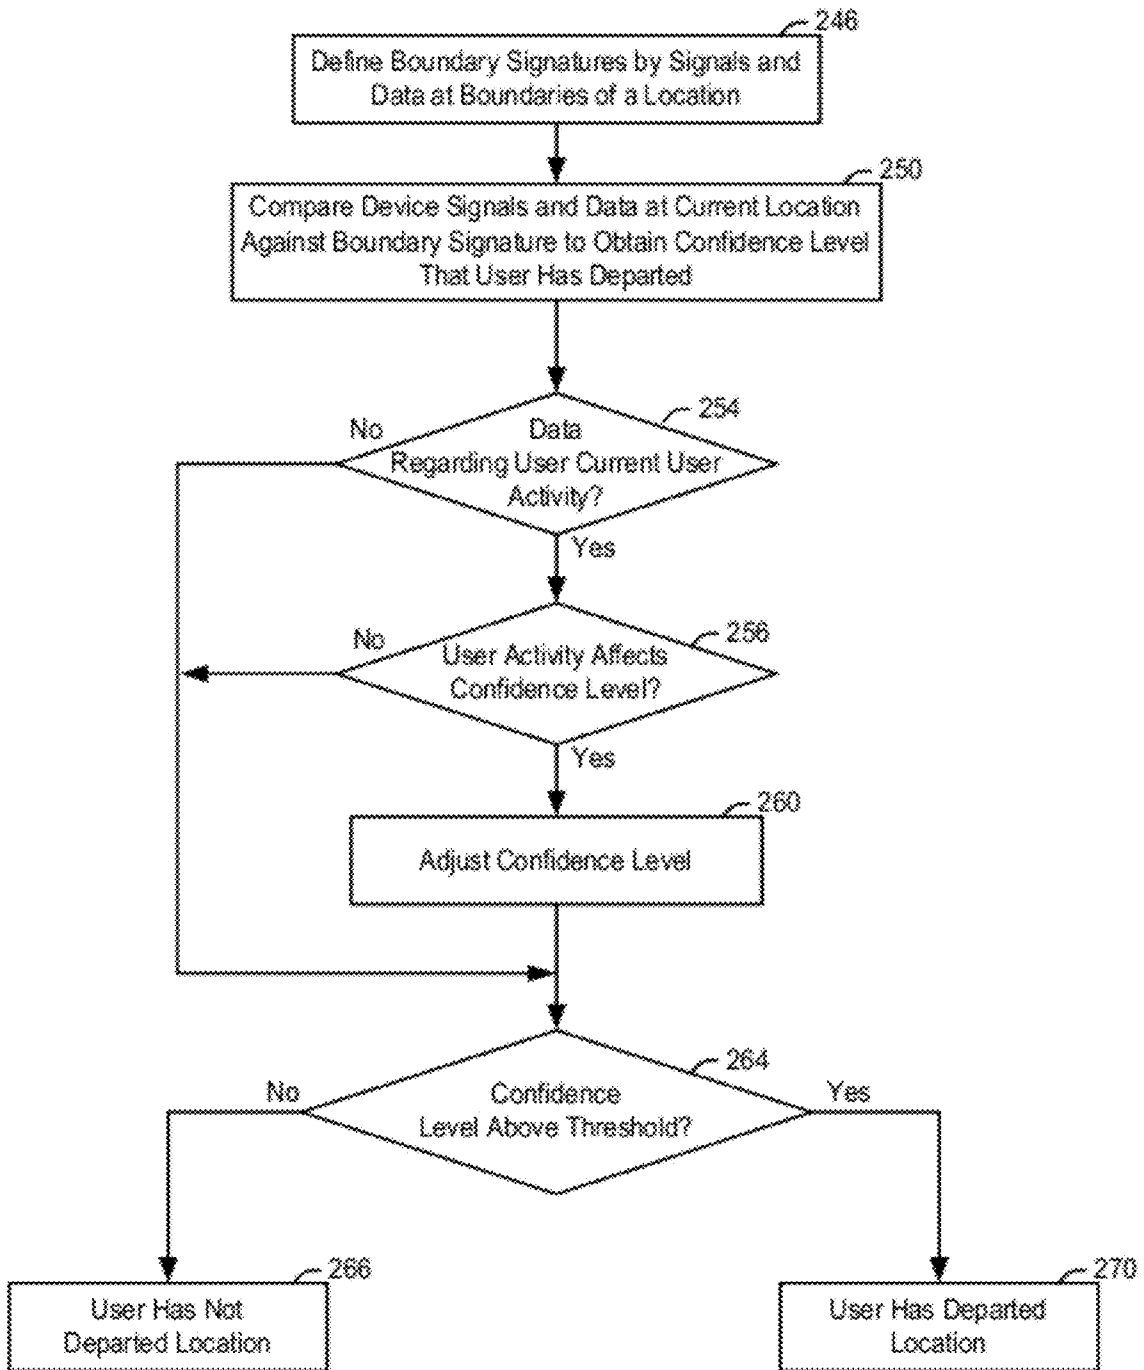 246
Define Boundary Signatures by Signals and
Data at Boundaries of a Location
250
Compare Device Signals and Data at Current Location
Against Boundary Signature to Obtain Confidence Level
That User Has Departed
254
No
Data
Regarding User Current User
Activity?
Yes
256
No
User Activity Affects
Confidence Level?
Yes
260
Adjust Confidence Level
264
No
Confidence
Level Above Threshold?
Yes
266
User Has Not
Departed Location
270
User Has Departed
Location